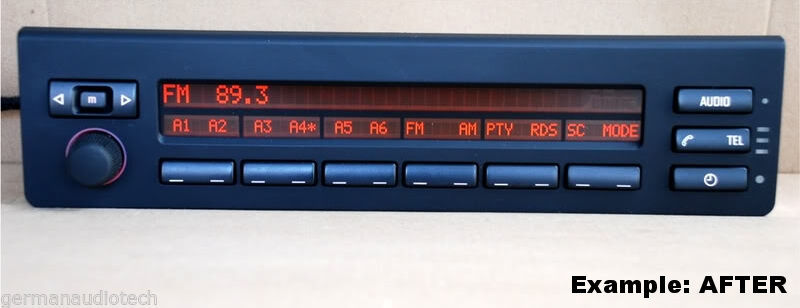 FM 89.3
A1 A2 A3 A4* A5 A6 FM AM PTY RDS SC MODE
m
AUDIO
TEL
germanaudiotech
Example: AFTER